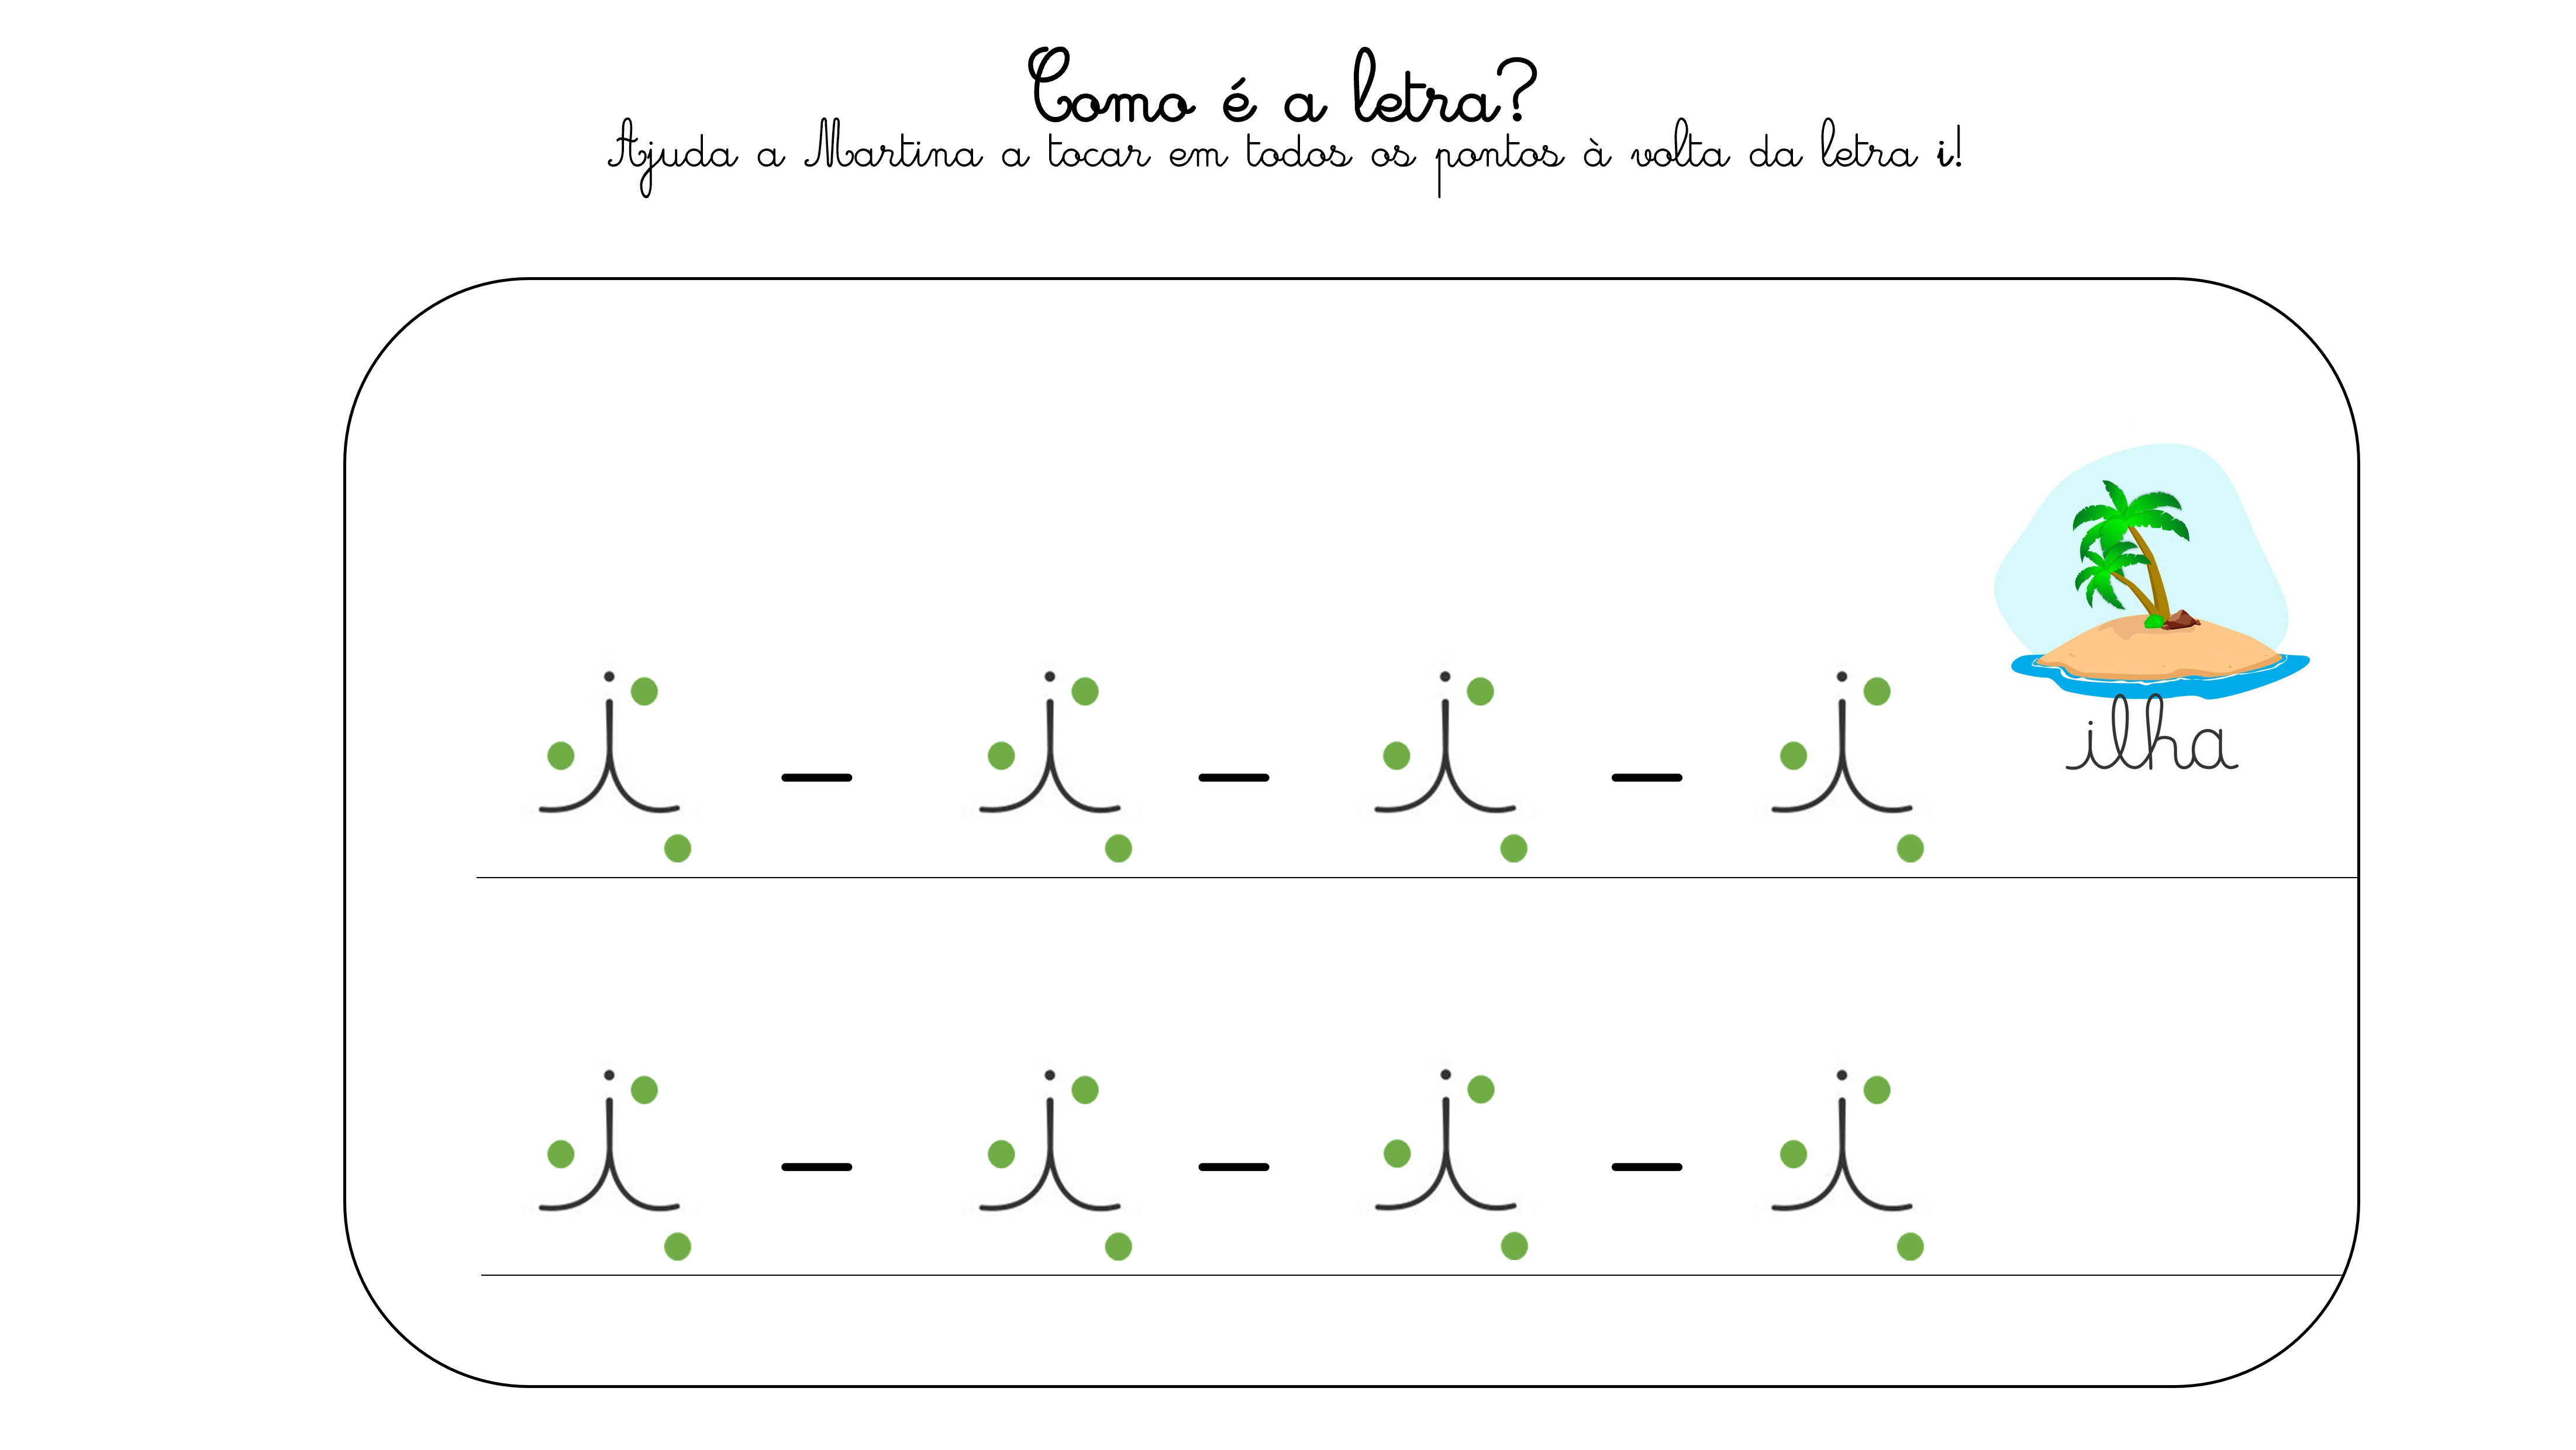 Como é a letra?
Ajuda a Martina a tocar em todos os pontos à volta da letra i!
i – i – i – i
ilha
i – i – i – i